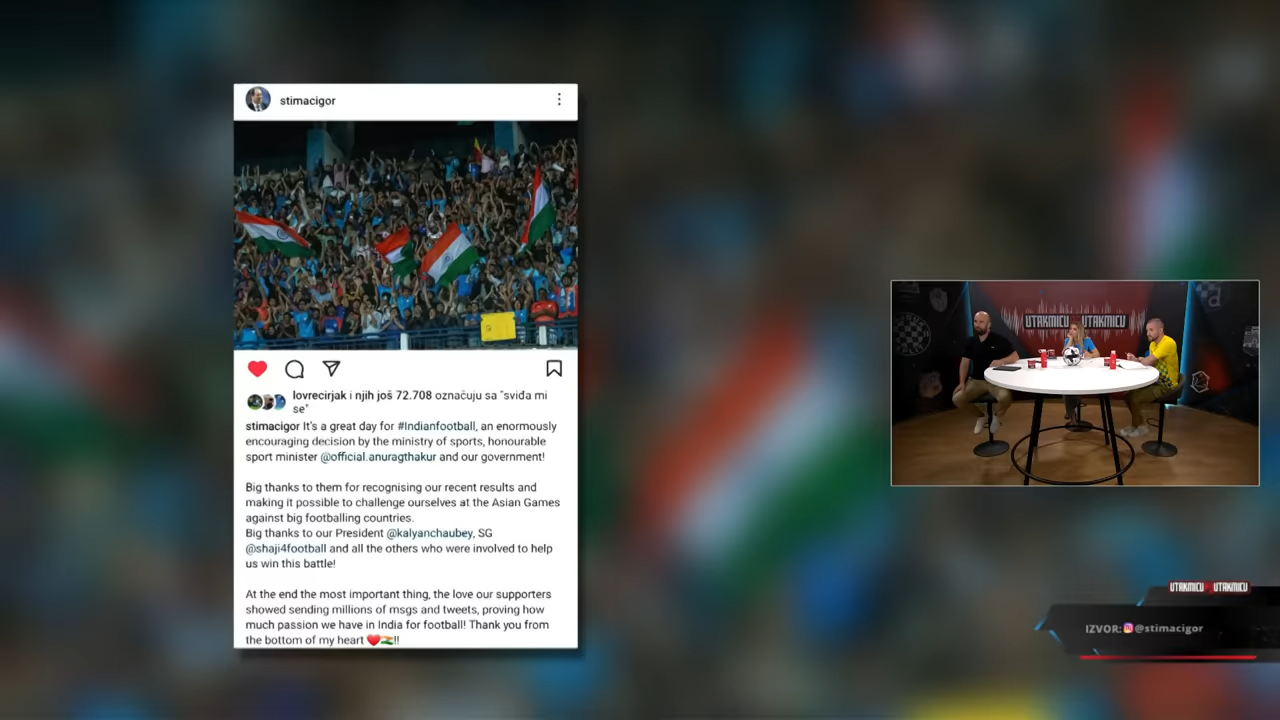 stimacigor
lovrecirjak i njih još 72.708 označuju sa "sviđa mi
se"
stimacigor It's a great day for #Indianfootball, an enormously
encouraging decision by the ministry of sports, honourable
sport minister @official.anuragthakur and our government!
Big thanks to them for recognising our recent results and
making it possible to challenge ourselves at the Asian Games
against big footballing countries.
Big thanks to our President @kalyanchaubey, SG
@shaji4football and all the others who were involved to help
us win this battle!
At the end the most important thing, the love our supporters
showed sending millions of msgs and tweets, proving how
much passion we have in India for football! Thank you from
the bottom of my heart ❤️🇮🇳!!
UTAKMICU UTAKMICU
UTAKMICU UTAKMICU
IZVOR: @stimacigor